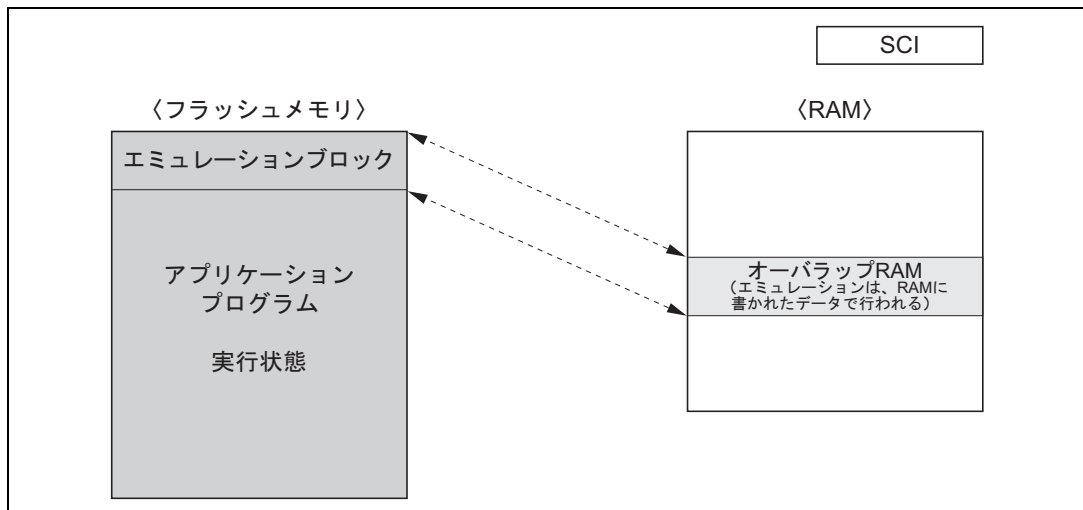 SCI
〈フラッシュメモリ〉
エミュレーションブロック
アプリケーション
プログラム
実行状態
〈RAM〉
オーバラップRAM
(エミュレーションは、RAMに
書かれたデータで行われる)